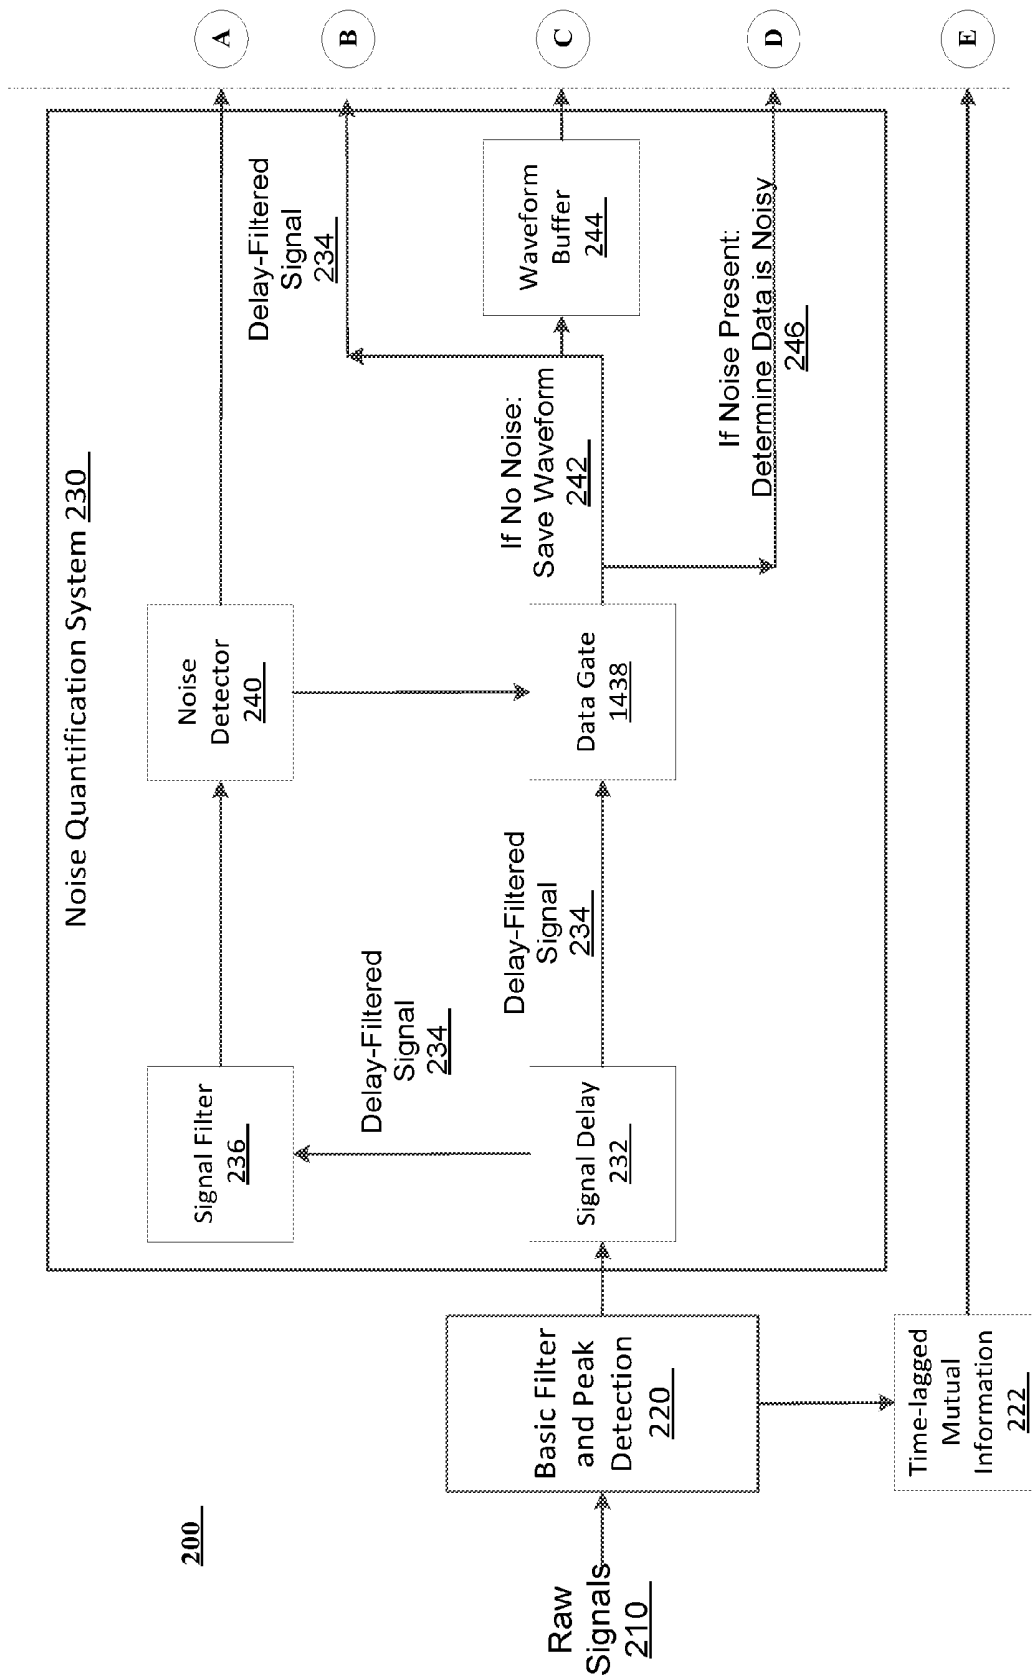 200
Raw
Signals
210
Basic Filter
and Peak
Detection
220
Time-lagged
Mutual
Information
222
Noise Quantification System 230
Signal Filter
236
Delay-Filtered
Signal
234
Signal Delay
232
Delay-Filtered
Signal
234
Noise
Detector
240
Data Gate
1438
If No Noise:
Save Waveform
242
If Noise Present:
Determine Data is Noisy
246
Delay-Filtered
Signal
234
Waveform
Buffer
244
A
B
C
D
E